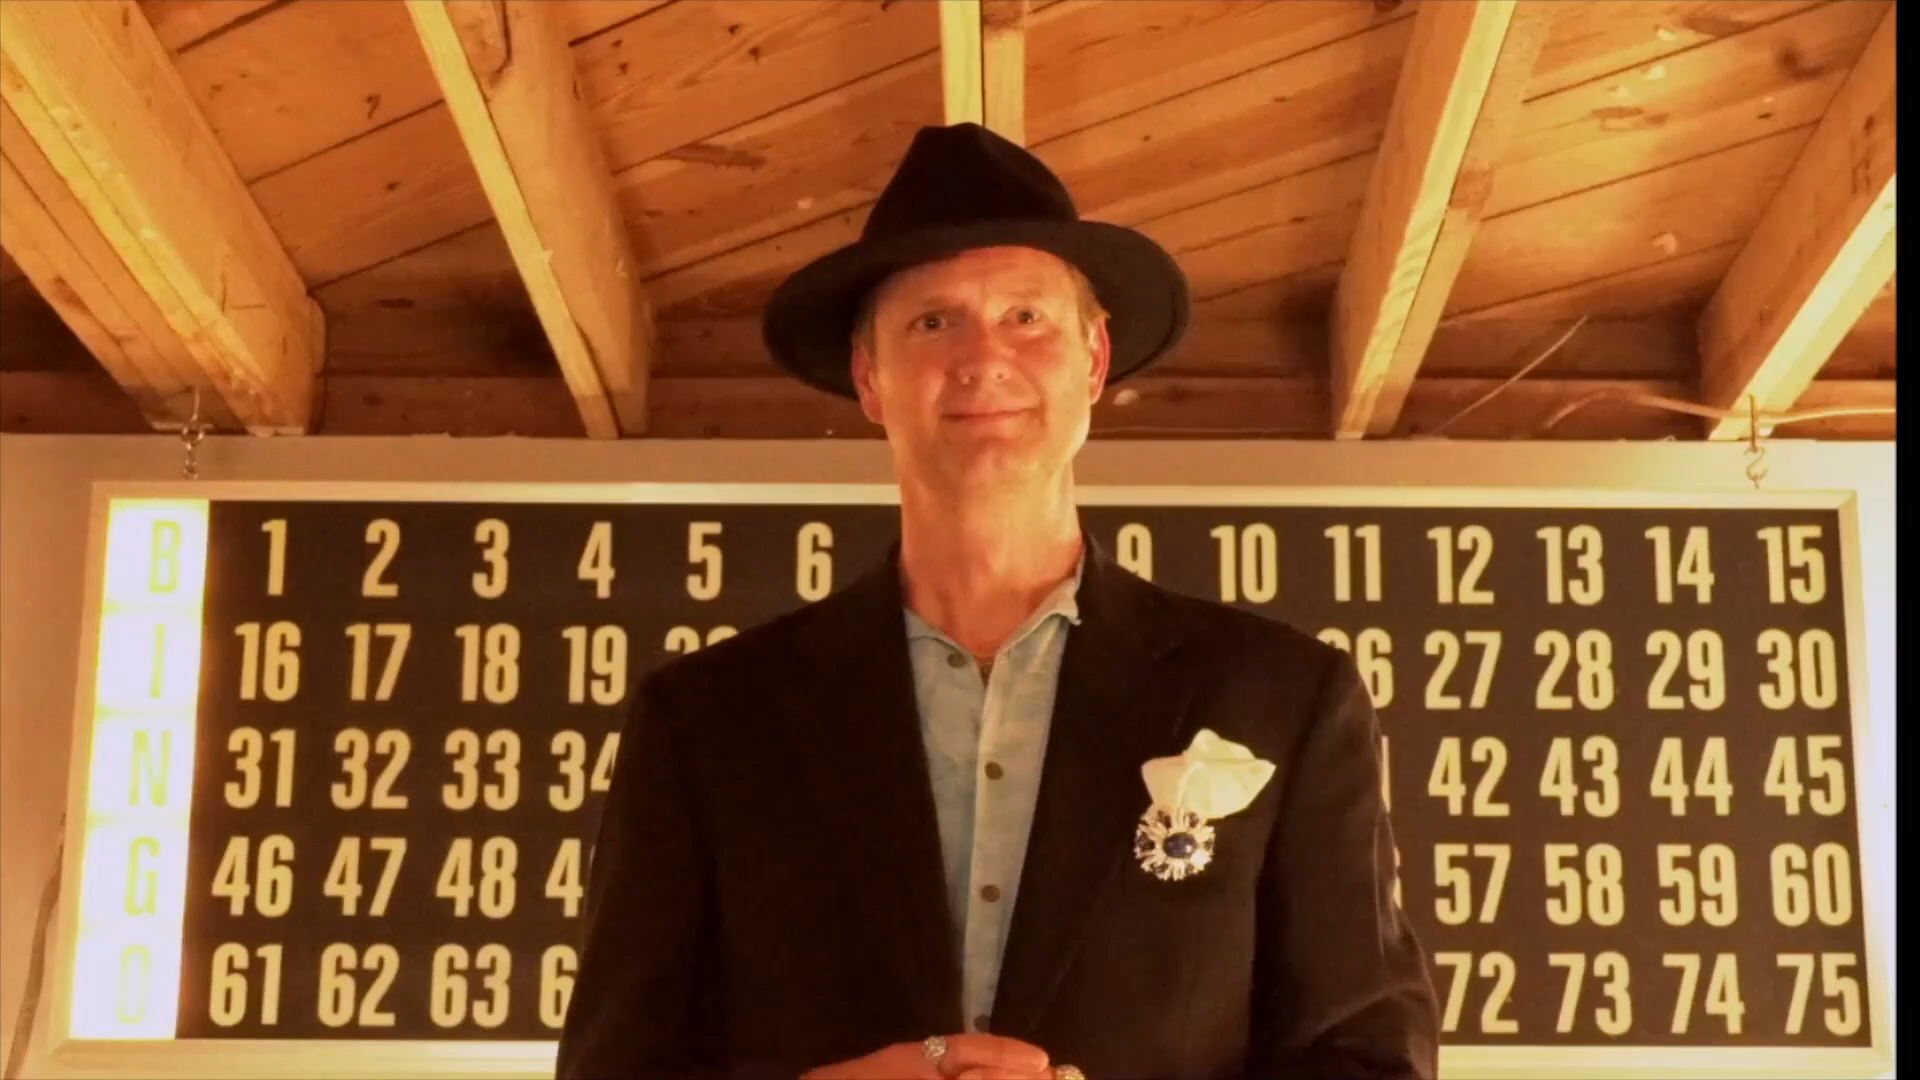 B 1 2 3 4 5 6 9 10 11 12 13 14 15
I 16 17 18 19 27 28 29 30
N 31 32 33 34 42 43 44 45
G 46 47 48 57 58 59 60
O 61 62 63 72 73 74 75